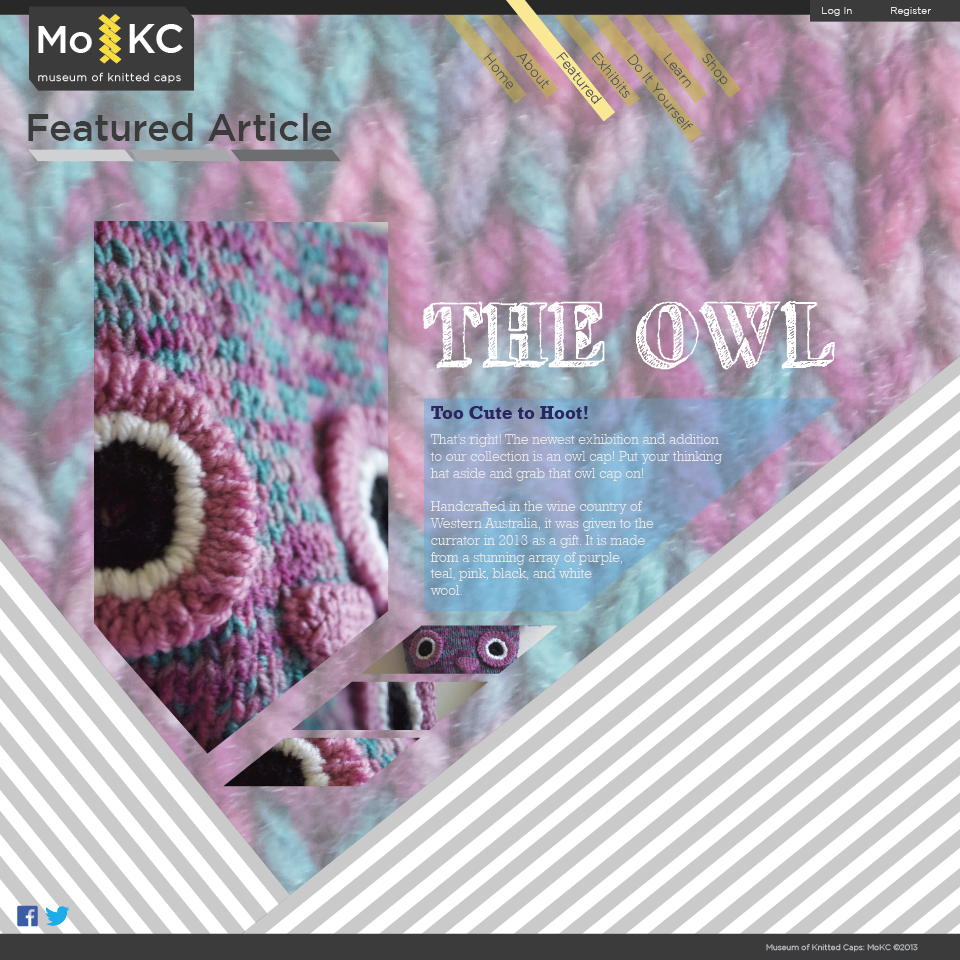 Log In
Register
Mo KC
museum of knitted caps
Home
About
Featured
Exhibits
Do It Yourself
Learn
Shop
Featured Article
THE OWL
Too Cute to Hoot!
That's right! The newest exhibition and addition
to our collection is an owl cap! Put your thinking
hat aside and grab that owl cap on!
Handcrafted in the wine country of
Western Australia, it was given to the
currator in 2013 as a gift. It is made
from a stunning array of purple,
teal, pink, black, and white
wool.
Museum of Knitted Caps: MoKC ©2013